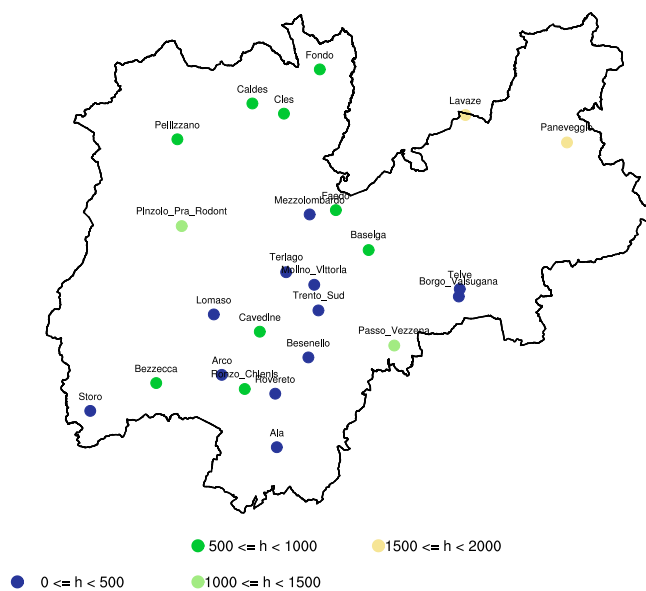 Fondo
Caldes
Cles
Lavaze
Pellizzano
Paneveggio
Faedo
Mezzolombardo
Pinzolo_Pra_Rodont
Baselga
Terlago
Molino_Vittoria
Telve
Borgo_Valsugana
Lomaso
Trento_Sud
Cavedine
Passo_Vezzena
Besenello
Bezzecca
Arco
Ronzo_Chienis
Rovereto
Storo
Ala
500 <= h < 1000
1500 <= h < 2000
0 <= h < 500
1000 <= h < 1500